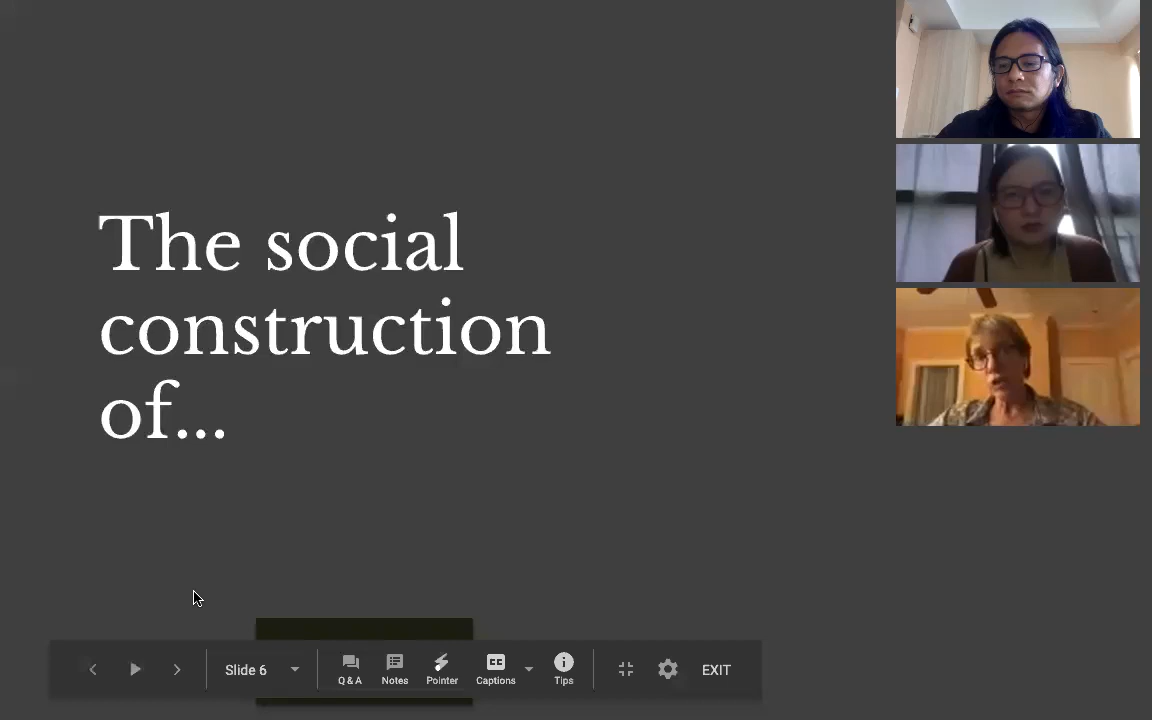 The social
construction
of...
Slide 6
Q & A
Notes
Pointer
Captions
Tips
EXIT